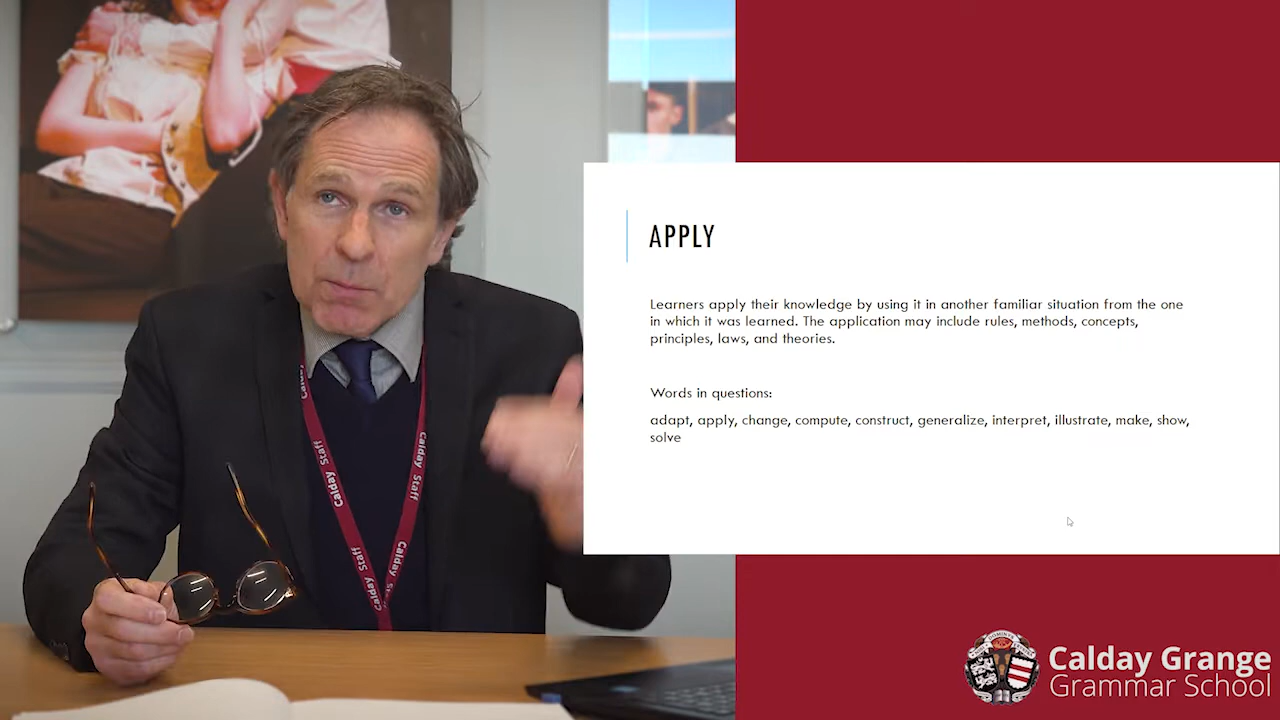 APPLY
Learners apply their knowledge by using it in another familiar situation from the one
in which it was learned. The application may include rules, methods, concepts,
principles, laws, and theories.
Words in questions:
adapt, apply, change, compute, construct, generalize, interpret, illustrate, make, show,
solve
Calday Staff
Calday Staff
Calday Staff
Calday Staff
Calday Grange
Grammar School